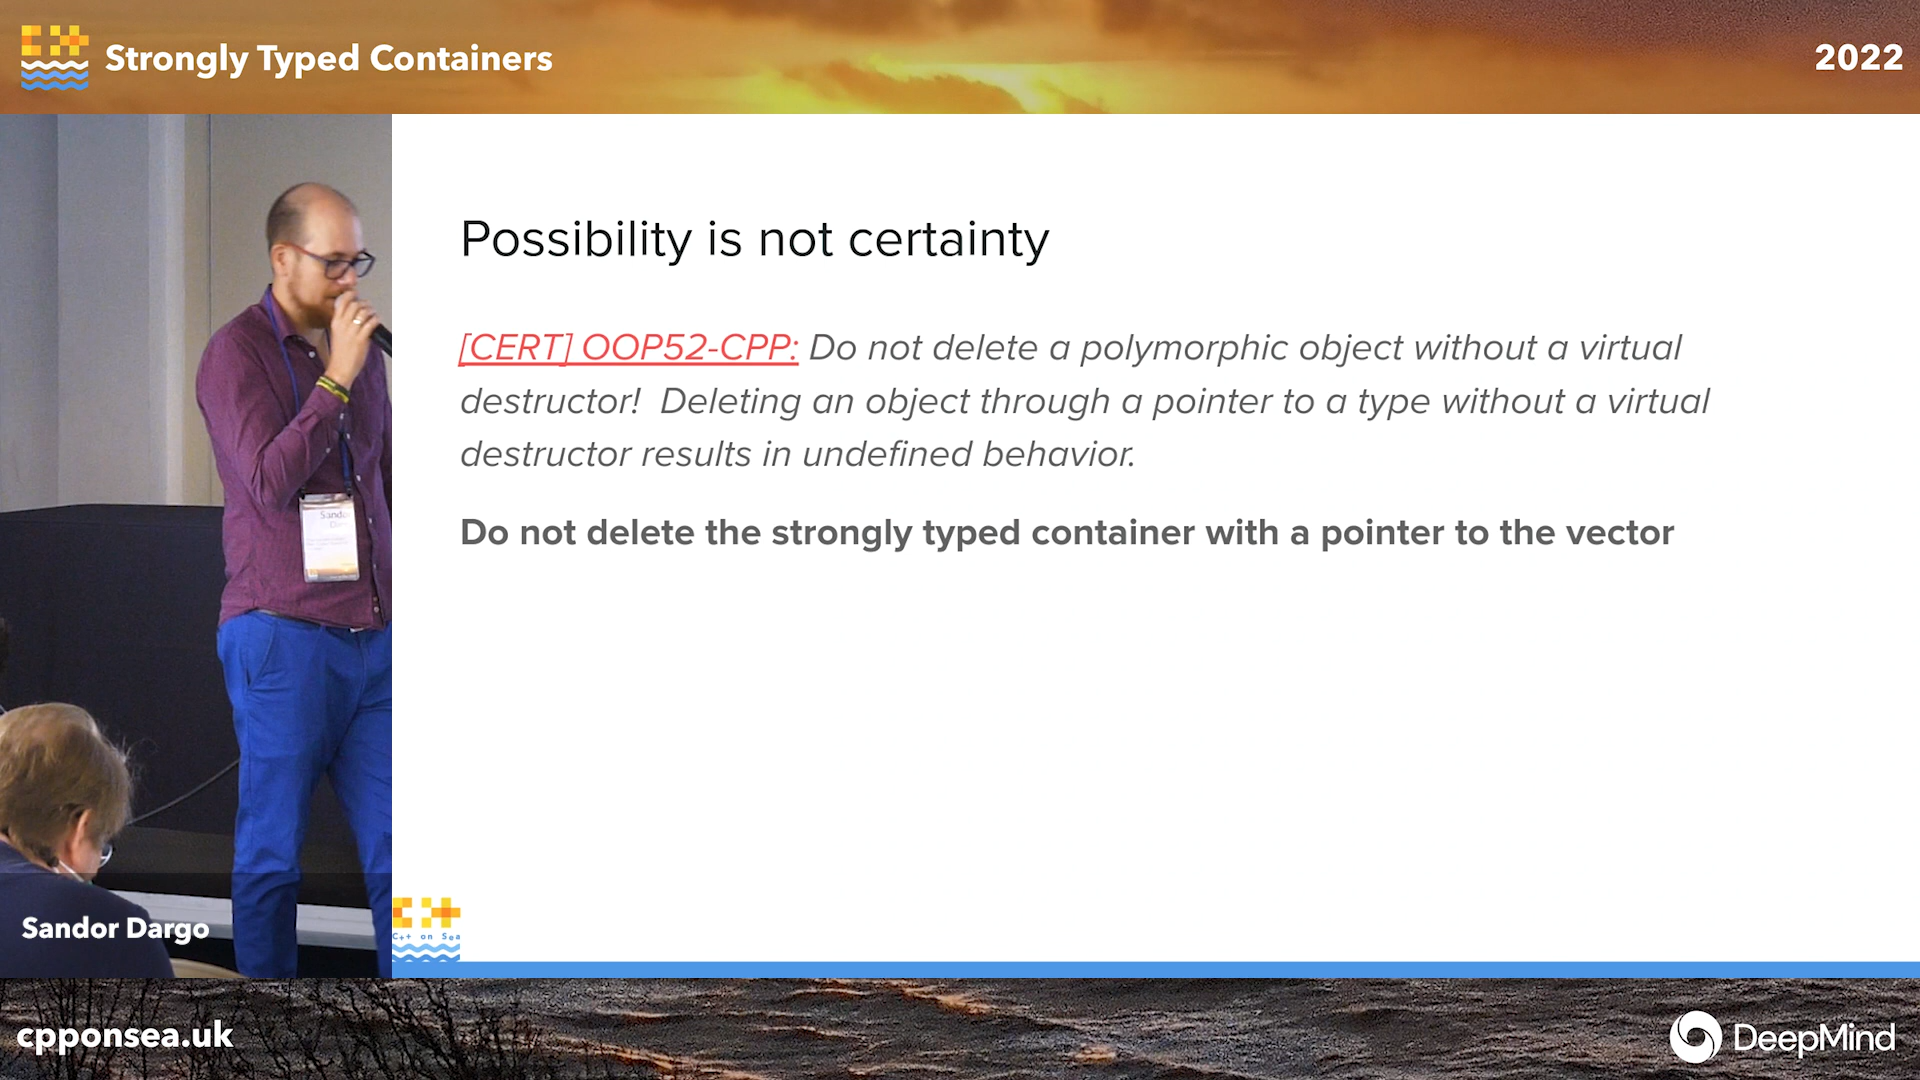 Strongly Typed Containers
2022
Possibility is not certainty
[CERT] OOP52-CPP: Do not delete a polymorphic object without a virtual
destructor!  Deleting an object through a pointer to a type without a virtual
destructor results in undefined behavior.
Do not delete the strongly typed container with a pointer to the vector
Sandor Dargo
C++ on Sea
cpponsea.uk
DeepMind